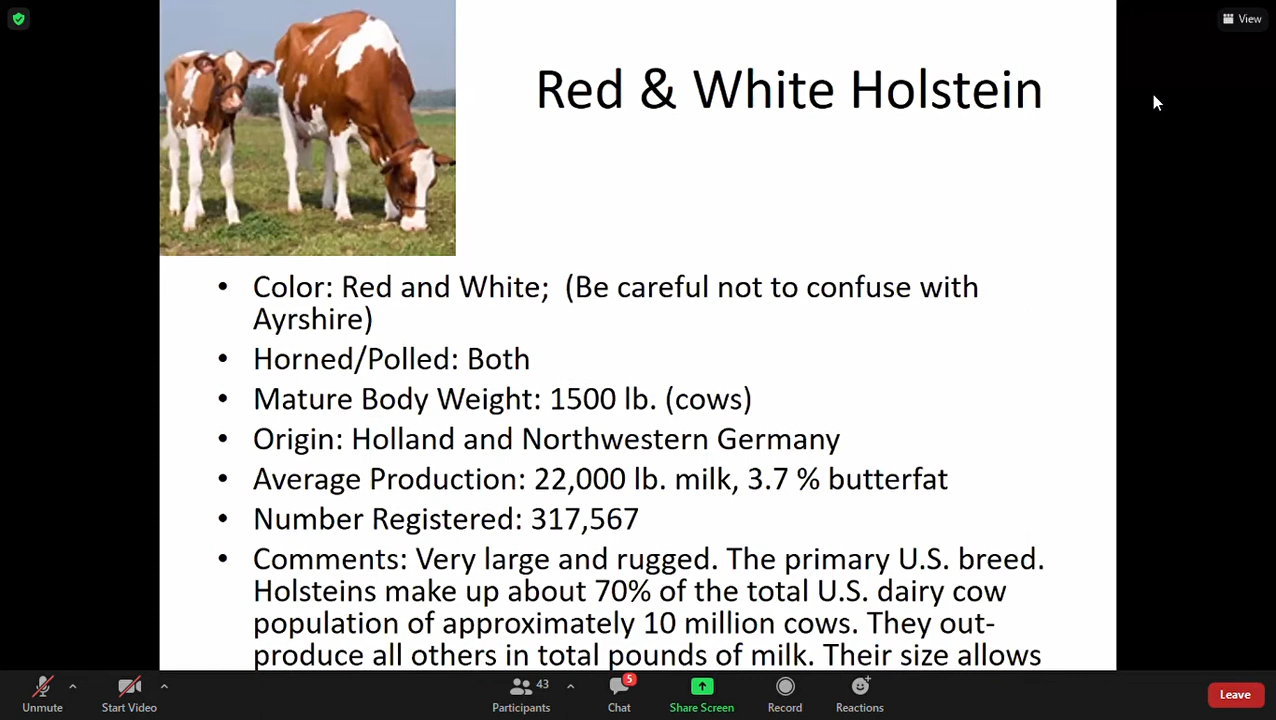 View
Red & White Holstein
• Color: Red and White;  (Be careful not to confuse with
Ayrshire)
• Horned/Polled: Both
• Mature Body Weight: 1500 lb. (cows)
• Origin: Holland and Northwestern Germany
• Average Production: 22,000 lb. milk, 3.7 % butterfat
• Number Registered: 317,567
• Comments: Very large and rugged. The primary U.S. breed.
Holsteins make up about 70% of the total U.S. dairy cow
population of approximately 10 million cows. They out-
produce all others in total pounds of milk. Their size allows
43
5
Unmute
Start Video
Participants
Chat
Share Screen
Record
Reactions
Leave